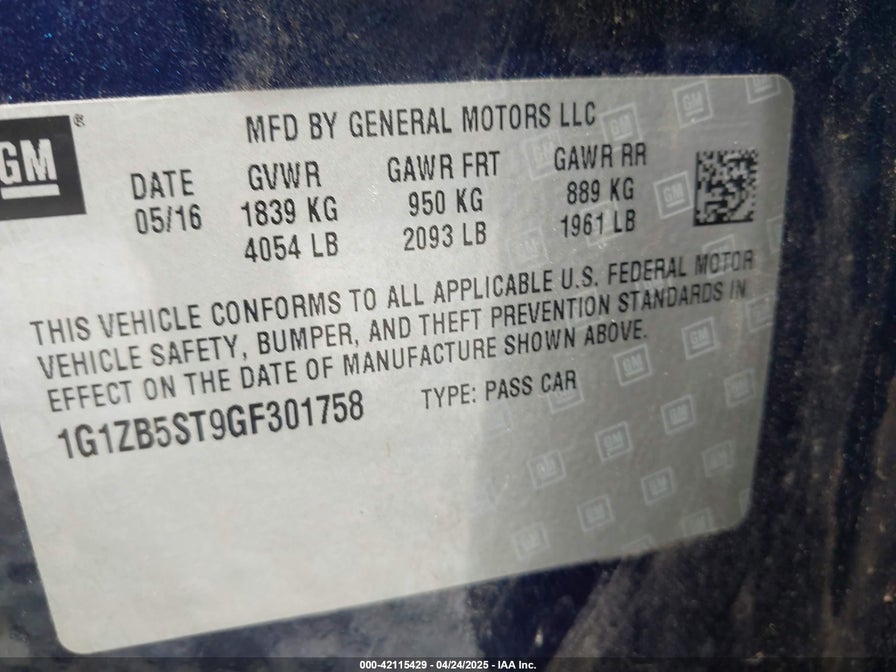 GM ®
MFD BY GENERAL MOTORS LLC
DATE GVWR GAWR FRT GAWR RR
05/16 1839 KG 950 KG 889 KG
4054 LB 2093 LB 1961 LB
THIS VEHICLE CONFORMS TO ALL APPLICABLE U.S. FEDERAL MOTOR
VEHICLE SAFETY, BUMPER, AND THEFT PREVENTION STANDARDS IN
EFFECT ON THE DATE OF MANUFACTURE SHOWN ABOVE.
1G1ZB5ST9GF301758 TYPE: PASS CAR
000-42115429 - 04/24/2025 - IAA Inc.